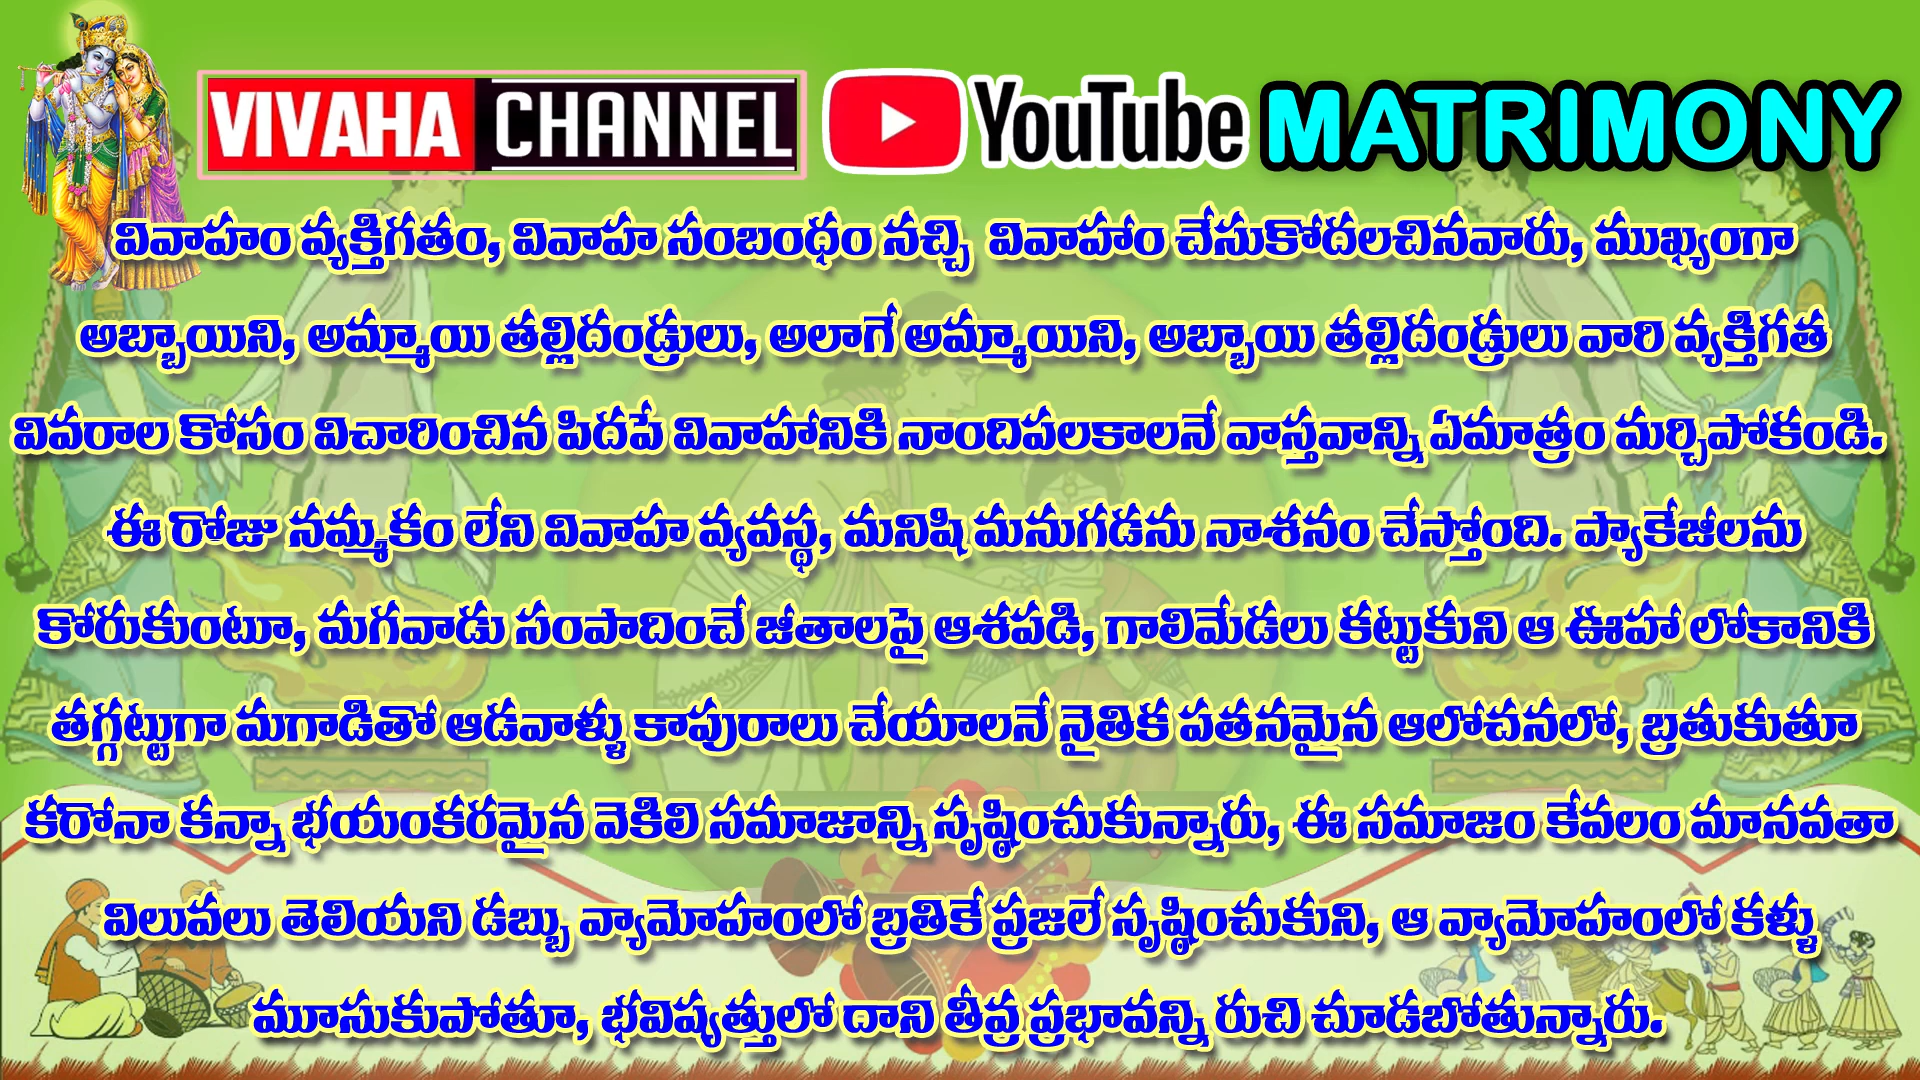 VIVAHA CHANNEL YouTube MATRIMONY
వివాహం వ్యక్తిగతం, వివాహ సంబంధం నచ్చి వివాహాం చేసుకోదలచినవారు, ముఖ్యంగా
అబ్బాయిని, అమ్మాయి తల్లిదండ్రులు, అలాగే అమ్మాయిని, అబ్బాయి తల్లిదండ్రులు వారి వ్యక్తిగత
వివరాల కోసం విచారించిన పిదపే వివాహానికి నాందిపలకాలనే వాస్తవాన్ని ఏమాత్రం మర్చిపోకండి.
ఈ రోజు నమ్మకం లేని వివాహ వ్యవస్థ, మనిషి మనుగడను నాశనం చేస్తోంది. ప్యాకేజీలను
కోరుకుంటూ, మగవాడు సంపాదించే జీతాలపై ఆశపడి, గాలిమేడలు కట్టుకుని ఆ ఊహా లోకానికి
తగ్గట్టుగా మగాడితో ఆడవాళ్ళు కాపురాలు చేయాలనే నైతిక పతనమైన ఆలోచనలో, బ్రతుకుతూ
కరోనా కన్నా భయంకరమైన వెకిలి సమాజాన్ని సృష్ఠించుకున్నారు, ఈ సమాజం కేవలం మానవతా
విలువలు తెలియని డబ్బు వ్యామోహంలో బ్రతికే ప్రజలే సృష్ఠించుకుని, ఆ వ్యామోహంలో కళ్ళు
మూసుకుపోతూ, భవిష్యత్తులో దాని తీవ్ర ప్రభావన్ని రుచి చూడబోతున్నారు.